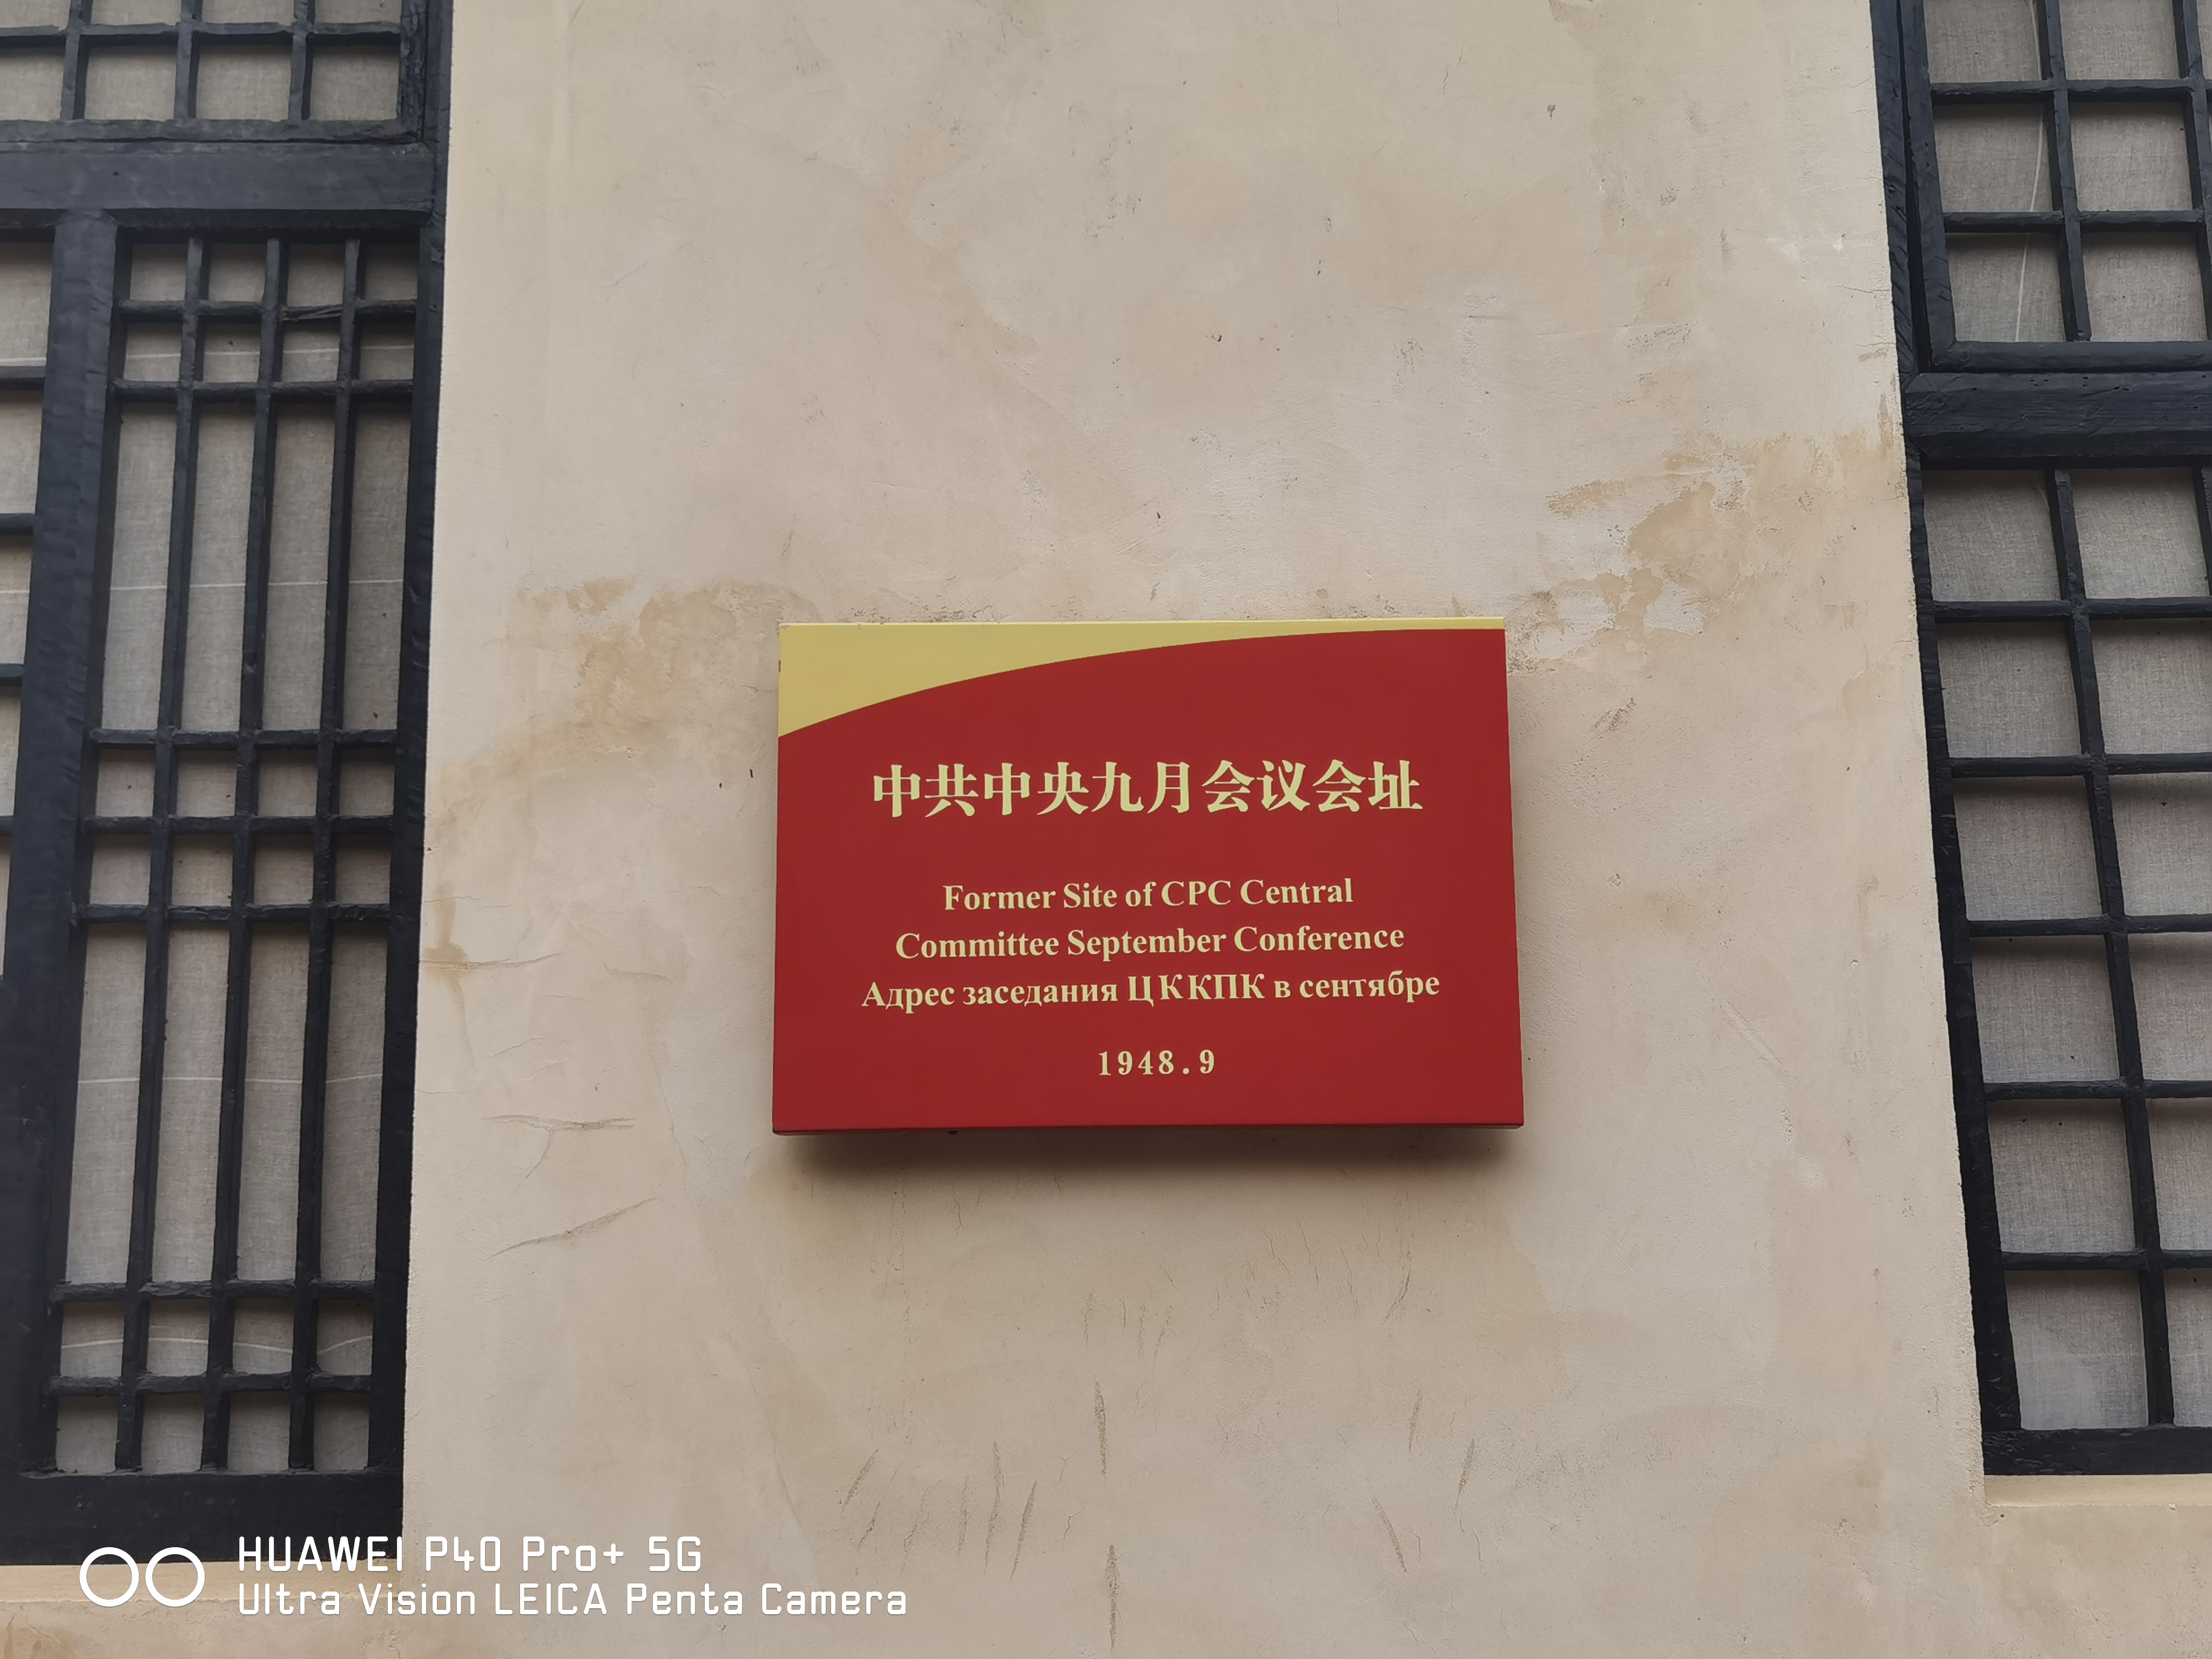 中共中央九月会议会址
Former Site of CPC Central
Committee September Conference
Адрес заседания ЦККПК в сентябре
1948.9
HUAWEI P40 Pro+ 5G
Ultra Vision LEICA Penta Camera